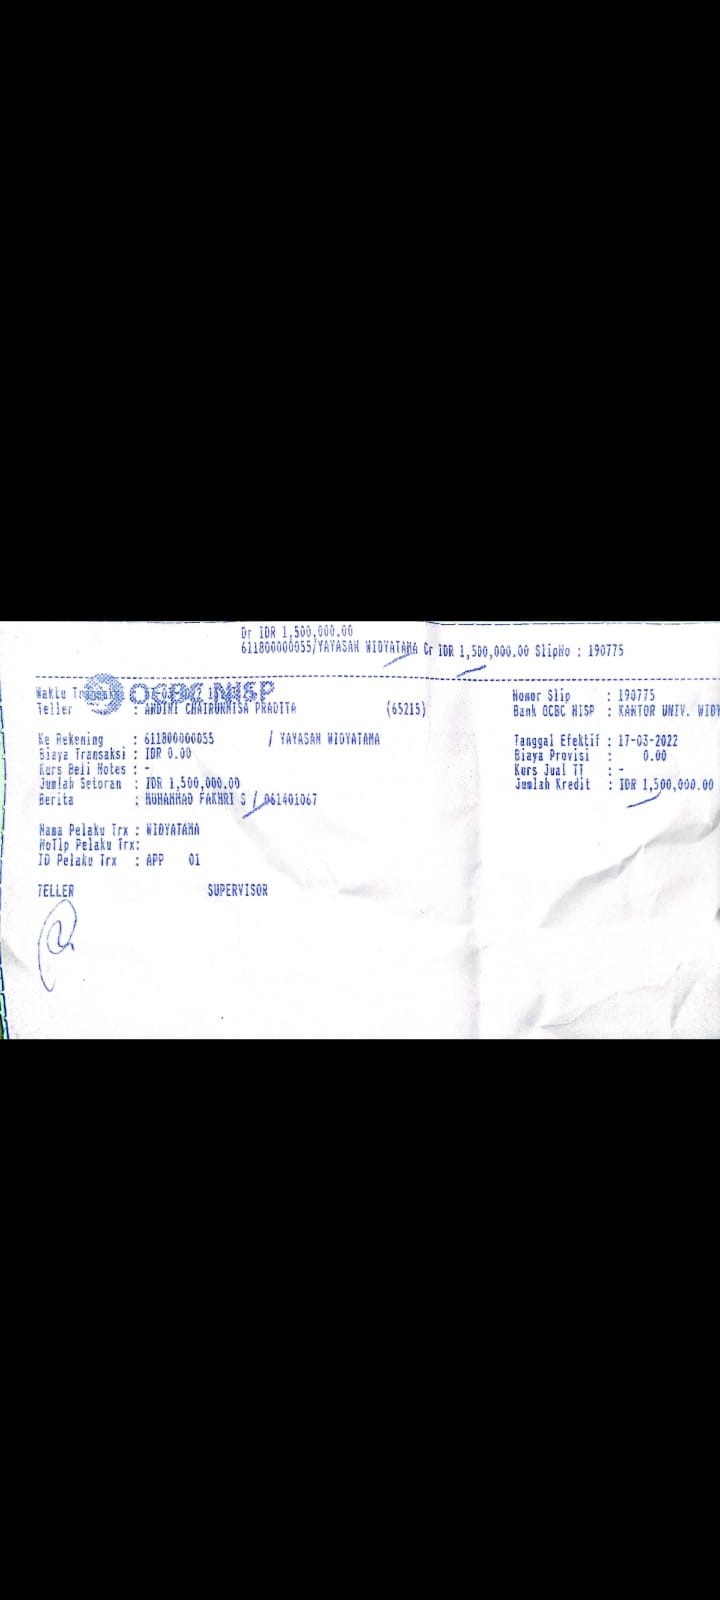 Dr IDR 1,500,000.00
611800000055/YAYASAN WIDYATAMA Cr IDR 1,500,000.00 SlipNo : 190775
OCBC NISP
Waktu
Teller : ANDINI CHAIRUNNISA PRADITA (65215)
Ke Rekening : 611800000055 / YAYASAN WIDYATAMA
Biaya Transaksi : IDR 0.00
Kurs Beli Notes : -
Jumlah Setoran : IDR 1,500,000.00
Berita : MUHAMMAD FAKHRI S / 061401067
Nama Pelaku Trx : WIDYATAMA
NoTlp Pelaku Trx:
ID Pelaku Trx : APP 01
TELLER SUPERVISOR
Nomor Slip : 190775
Bank OCBC NISP : KANTOR UNIV. WIDY
Tanggal Efektif : 17-03-2022
Biaya Provisi : 0.00
Kurs Jual TT : -
Jumlah Kredit : IDR 1,500,000.00